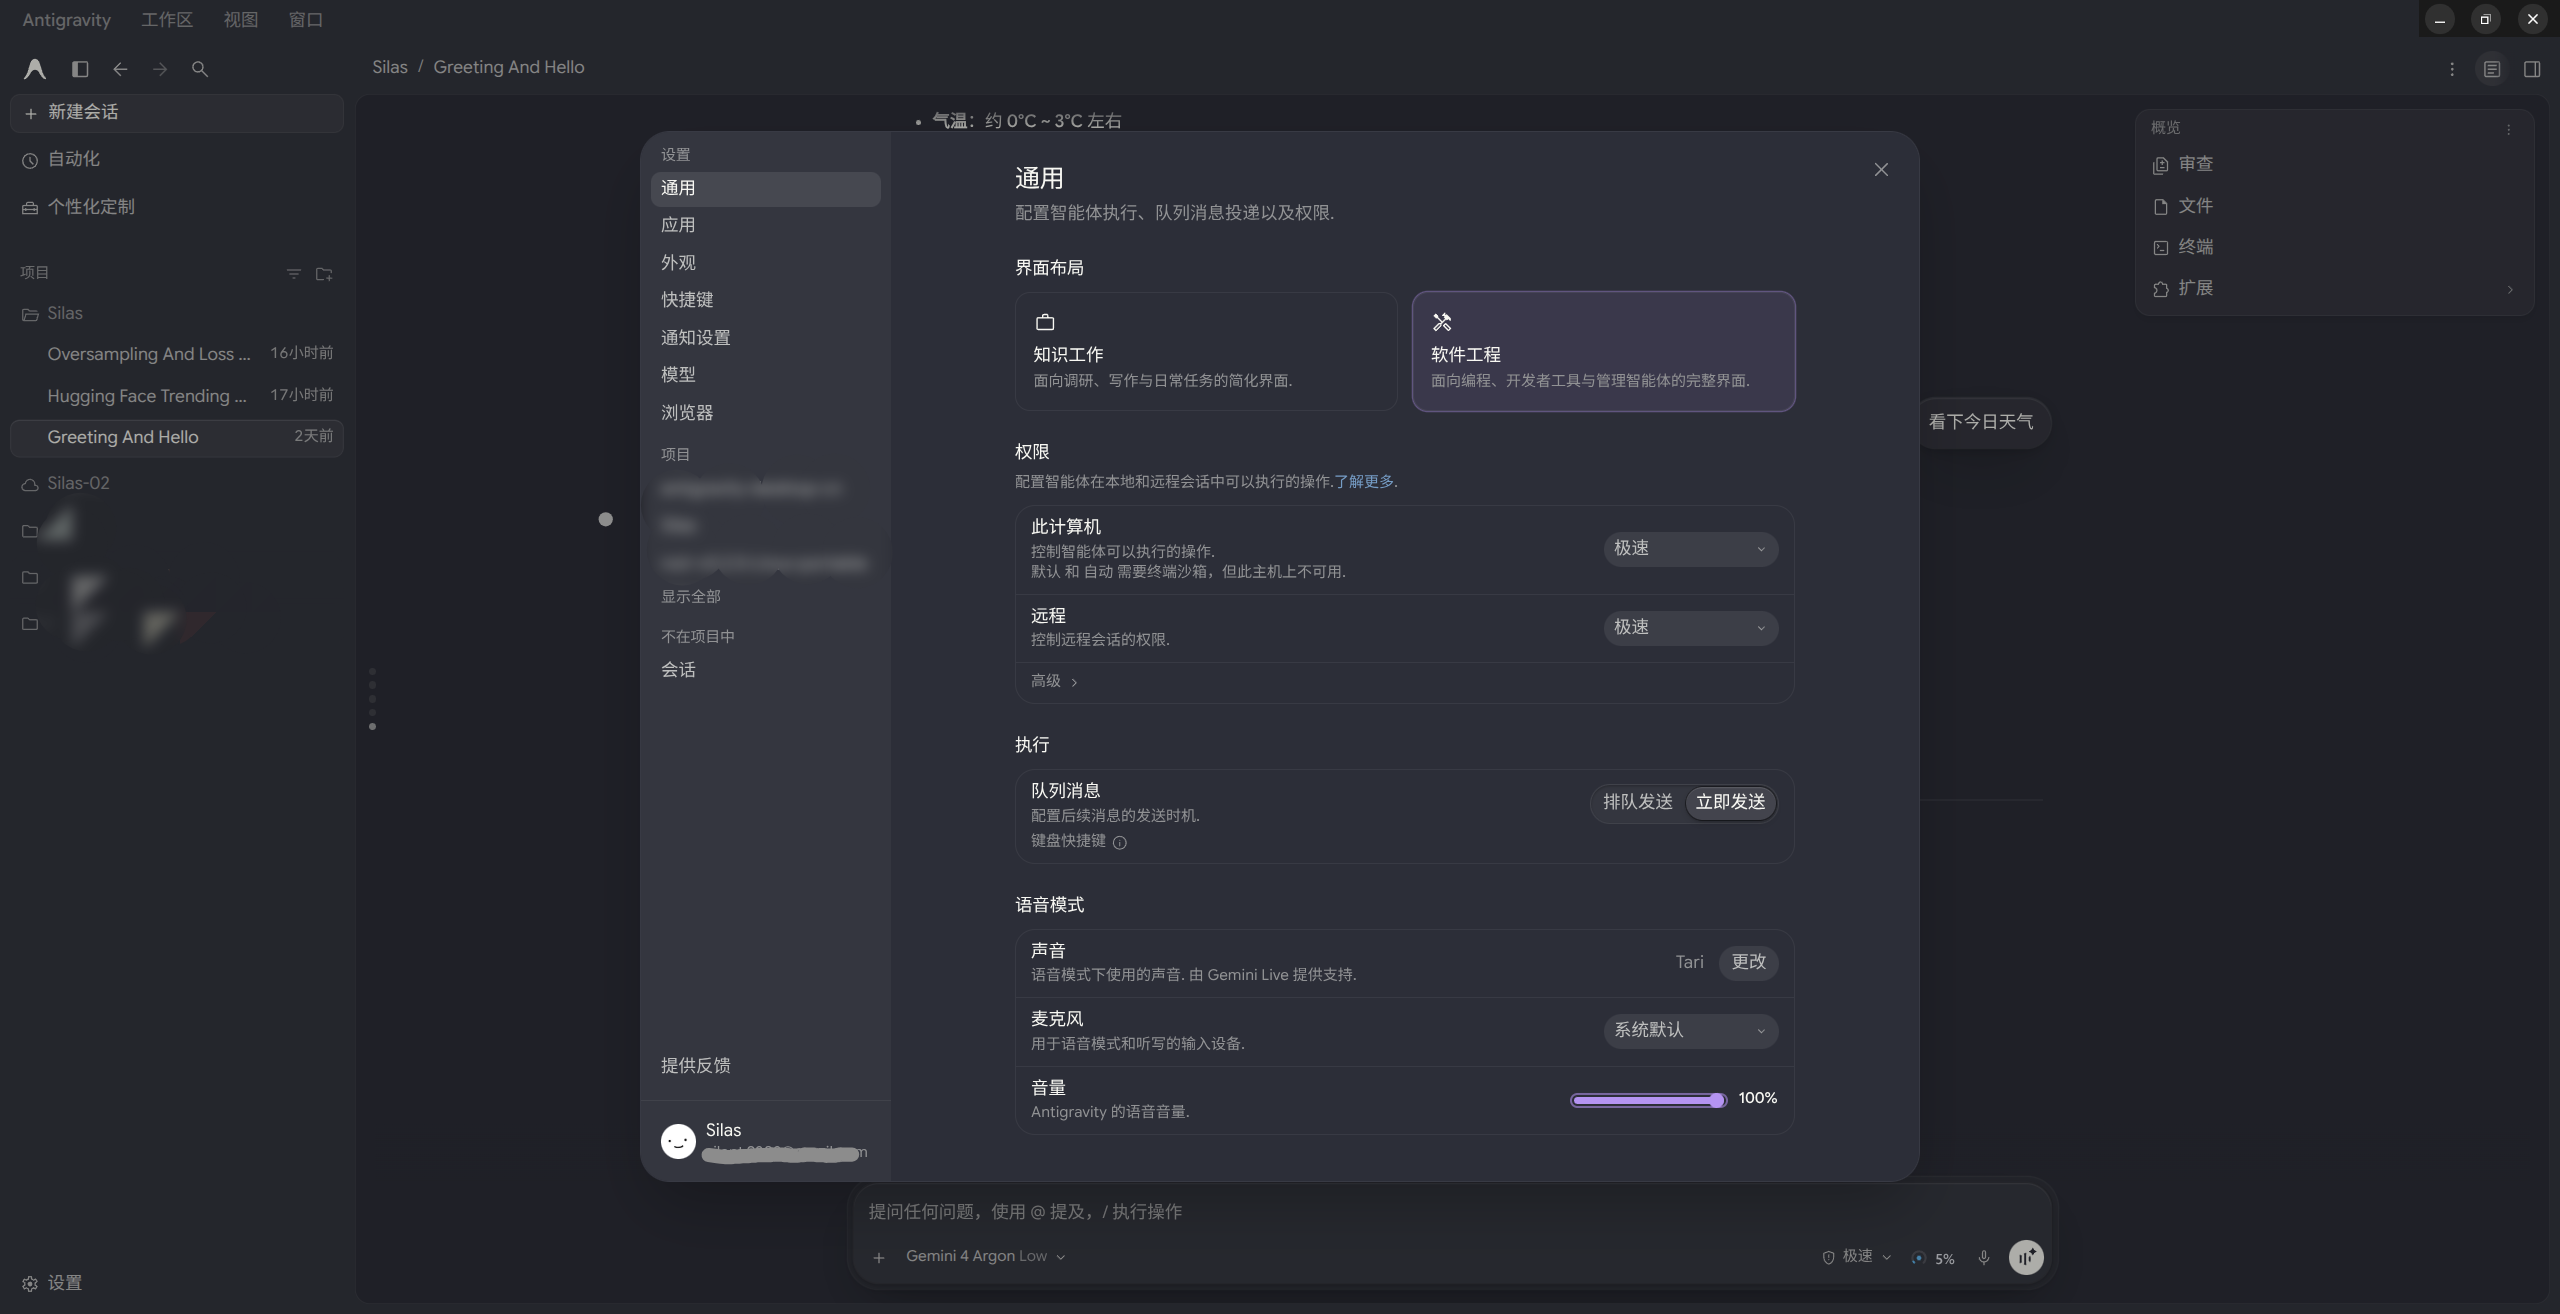 Antigravity 工作区 视图 窗口
Silas / Greeting And Hello
新建会话
自动化
个性化定制
项目
Silas
Oversampling And Loss ... 16小时前
Hugging Face Trending ... 17小时前
Greeting And Hello 2天前
Silas-02
设置
气温：约 0°C ~ 3°C 左右
看下今日天气
概览
审查
文件
终端
扩展
设置
通用
应用
外观
快捷键
通知设置
模型
浏览器
项目
显示全部
不在项目中
会话
提供反馈
Silas
通用
配置智能体执行、队列消息投递以及权限.
界面布局
知识工作
面向调研、写作与日常任务的简化界面.
软件工程
面向编程、开发者工具与管理智能体的完整界面.
权限
配置智能体在本地和远程会话中可以执行的操作.了解更多.
此计算机
控制智能体可以执行的操作.
默认 和 自动 需要终端沙箱，但此主机上不可用.
极速
远程
控制远程会话的权限.
极速
高级
执行
队列消息
配置后续消息的发送时机.
键盘快捷键
排队发送 立即发送
语音模式
声音
语音模式下使用的声音. 由 Gemini Live 提供支持.
Tari 更改
麦克风
用于语音模式和听写的输入设备.
系统默认
音量
Antigravity 的语音音量.
100%
提问任何问题，使用 @ 提及，/ 执行操作
Gemini 4 Argon Low
极速 5%